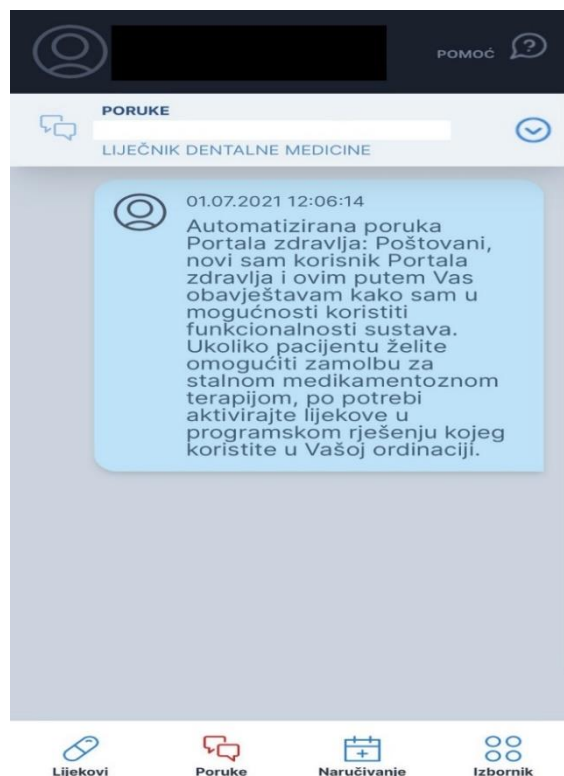 POMOĆ
PORUKE
LIJEČNIK DENTALNE MEDICINE
01.07.2021 12:06:14
Automatizirana poruka
Portala zdravlja: Poštovani,
novi sam korisnik Portala
zdravlja i ovim putem Vas
obavještavam kako sam u
mogućnosti koristiti
funkcionalnosti sustava.
Ukoliko pacijentu želite
omogućiti zamolbu za
stalnom medikamentoznom
terapijom, po potrebi
aktivirajte lijekove u
programskom rješenju kojeg
koristite u Vašoj ordinaciji.
Lijekovi Poruke Naručivanje Izbornik